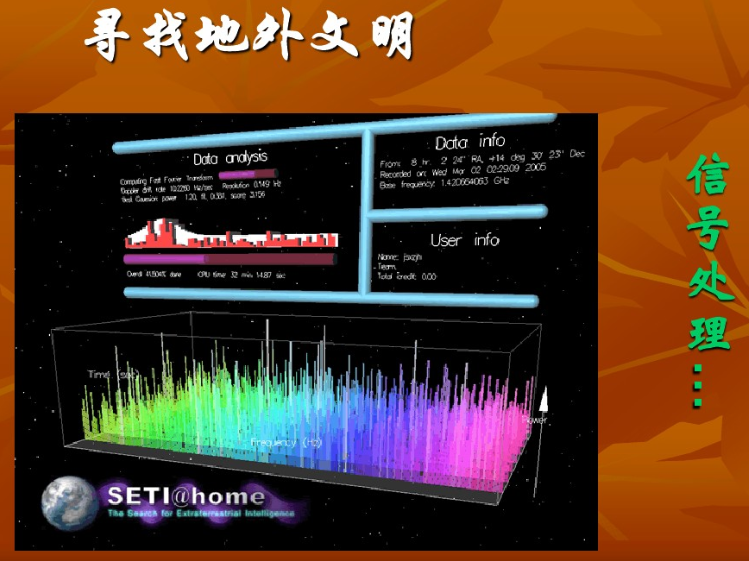 寻找地外文明
Data analysis
Computing Fast Fourier Transform
Doppler drift rate 10.2280 Hz/sec Resolution 0.149 Hz
Best Gaussian power 1.20, fit 0.381, score 3.156
Overall 41.504% done CPU time: 32 min 14.87 sec
Data info
From: 8 hr 2' 24" RA, +14 deg 30' 23" Dec
Recorded on: Wed Mar 02 02:29:09 2005
Base frequency: 1.420654053 GHz
User info
Name: jsxzjh
Team:
Total credit: 0.00
Time (sec)
Frequency (Hz)
Power
SETI@home
The Search for Extraterrestrial Intelligence
信号处理…